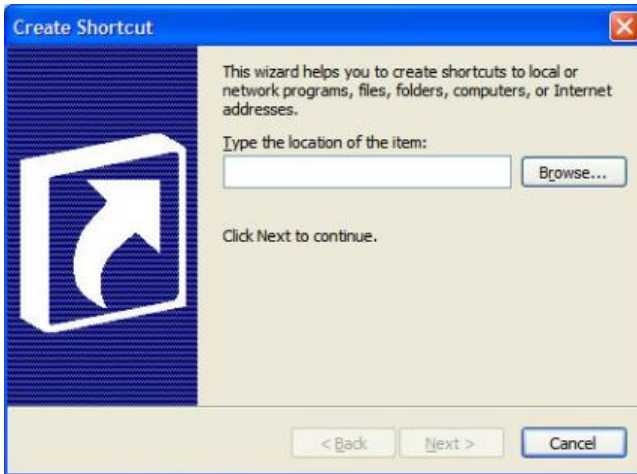 Create Shortcut
This wizard helps you to create shortcuts to local or
network programs, files, folders, computers, or Internet
addresses.
Type the location of the item:
Browse...
Click Next to continue.
< Back
Next >
Cancel